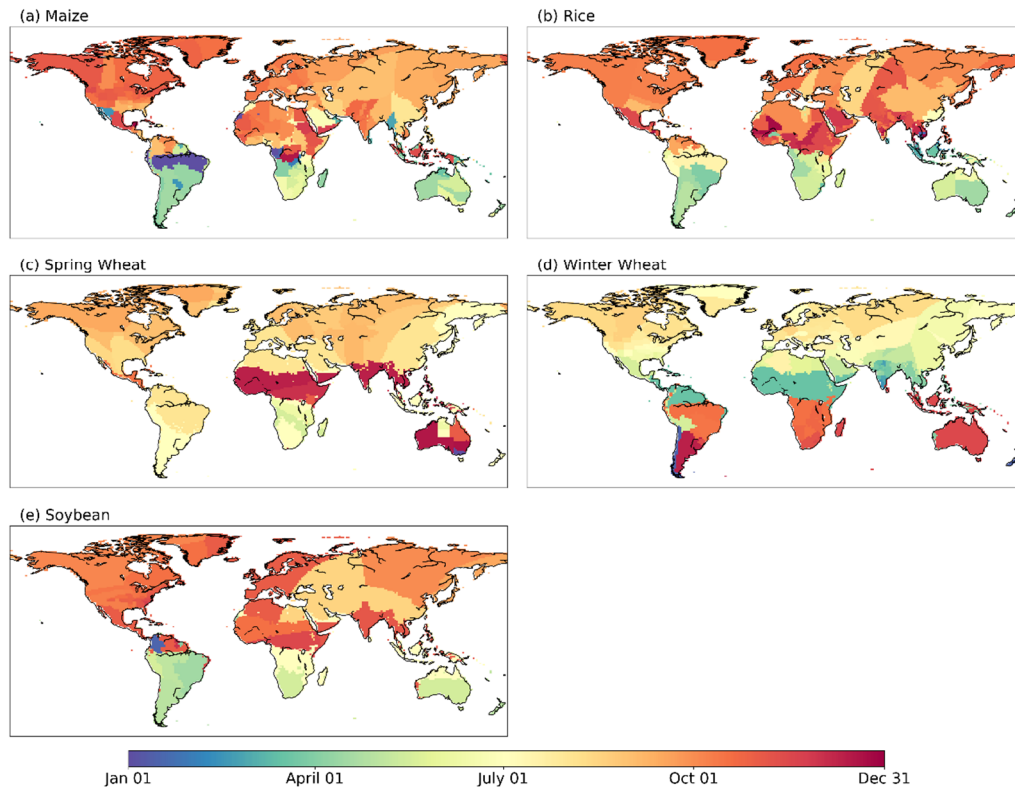 (a) Maize
(b) Rice
(c) Spring Wheat
(d) Winter Wheat
(e) Soybean
Jan 01 April 01 July 01 Oct 01 Dec 31